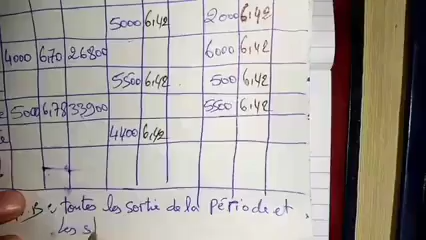 5000 6,42 2000 6,42
4000 6,70 26800 6000 6,42
5500 6,42 500 6,42
5000 6,78 33900 5500 6,42
4400 6,42
.B : toutes les sortie de la période et
les s